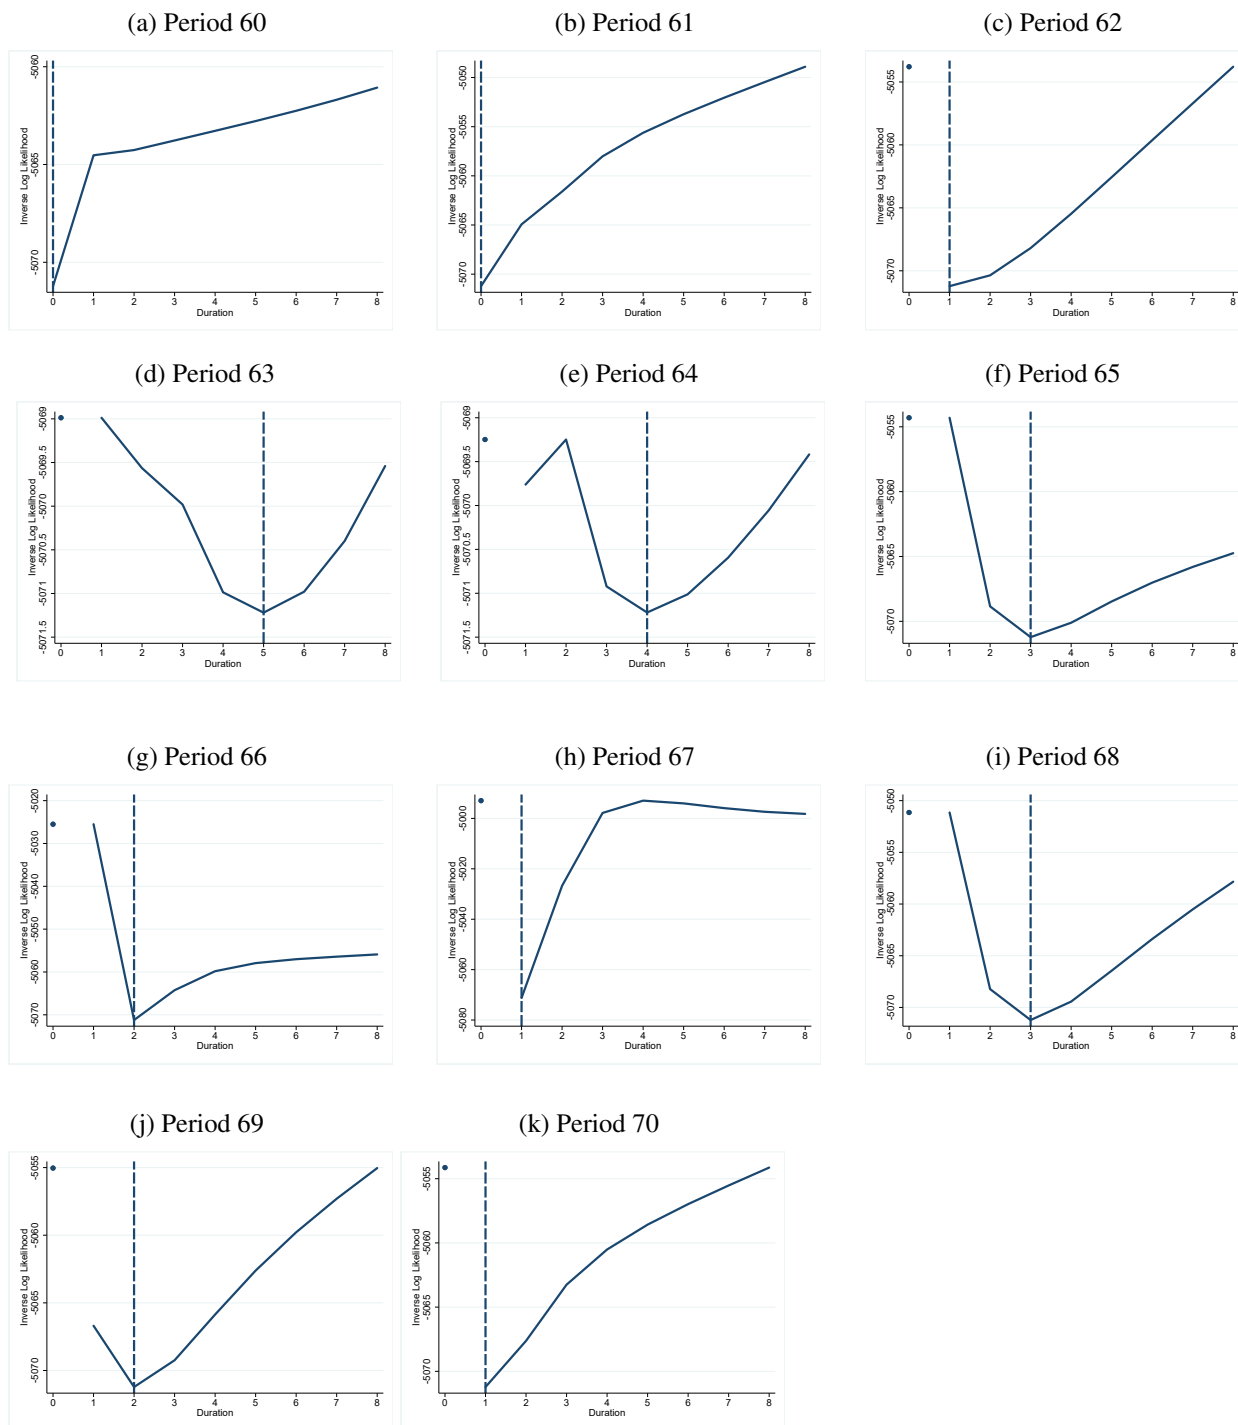 (a) Period 60
(b) Period 61
(c) Period 62
Inverse Log Likelihood
-5060
-5065
-5070
0 1 2 3 4 5 6 7 8
Duration
Inverse Log Likelihood
-5050
-5055
-5060
-5065
-5070
0 1 2 3 4 5 6 7 8
Duration
Inverse Log Likelihood
-5055
-5060
-5065
-5070
0 1 2 3 4 5 6 7 8
Duration
(d) Period 63
(e) Period 64
(f) Period 65
Inverse Log Likelihood
-5069
-5069.5
-5070
-5070.5
-5071
-5071.5
0 1 2 3 4 5 6 7 8
Duration
Inverse Log Likelihood
-5069
-5069.5
-5070
-5070.5
-5071
-5071.5
0 1 2 3 4 5 6 7 8
Duration
Inverse Log Likelihood
-5055
-5060
-5065
-5070
0 1 2 3 4 5 6 7 8
Duration
(g) Period 66
(h) Period 67
(i) Period 68
Inverse Log Likelihood
-5020
-5030
-5040
-5050
-5060
-5070
0 1 2 3 4 5 6 7 8
Duration
Inverse Log Likelihood
-5000
-5020
-5040
-5060
-5080
0 1 2 3 4 5 6 7 8
Duration
Inverse Log Likelihood
-5050
-5055
-5060
-5065
-5070
0 1 2 3 4 5 6 7 8
Duration
(j) Period 69
(k) Period 70
Inverse Log Likelihood
-5055
-5060
-5065
-5070
0 1 2 3 4 5 6 7 8
Duration
Inverse Log Likelihood
-5055
-5060
-5065
-5070
0 1 2 3 4 5 6 7 8
Duration